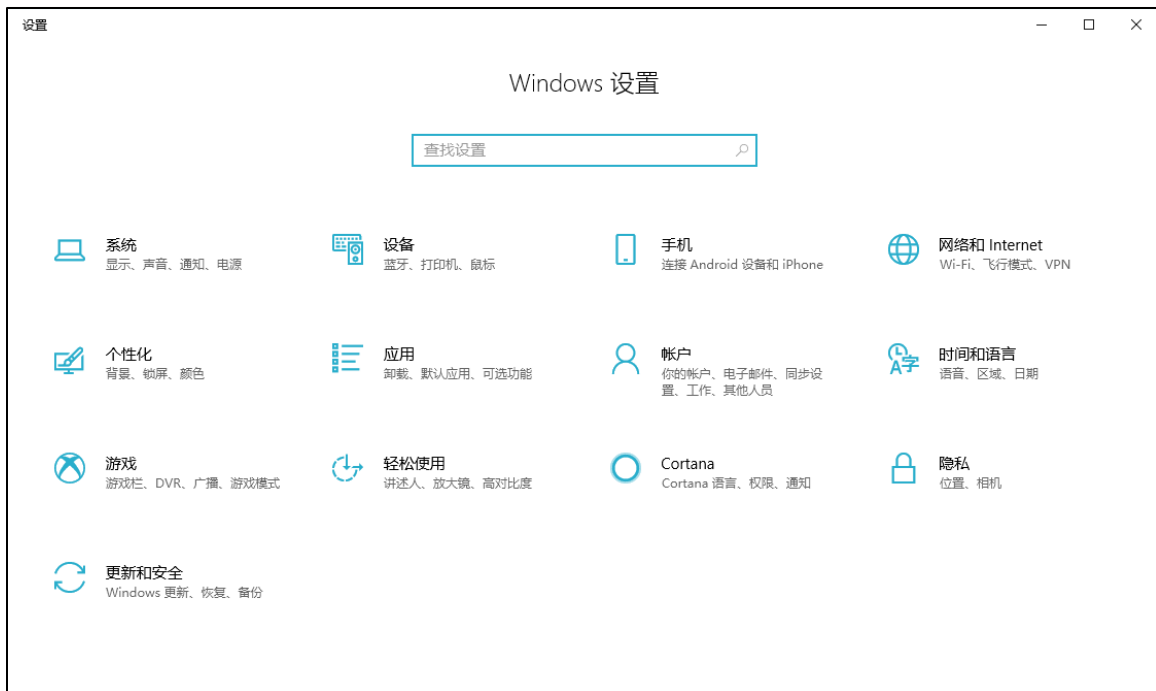 设置
Windows 设置
查找设置
系统
显示、声音、通知、电源
设备
蓝牙、打印机、鼠标
手机
连接 Android 设备和 iPhone
网络和 Internet
Wi-Fi、飞行模式、VPN
个性化
背景、锁屏、颜色
应用
卸载、默认应用、可选功能
帐户
你的帐户、电子邮件、同步设
置、工作、其他人员
时间和语言
语音、区域、日期
游戏
游戏栏、DVR、广播、游戏模式
轻松使用
讲述人、放大镜、高对比度
Cortana
Cortana 语言、权限、通知
隐私
位置、相机
更新和安全
Windows 更新、恢复、备份